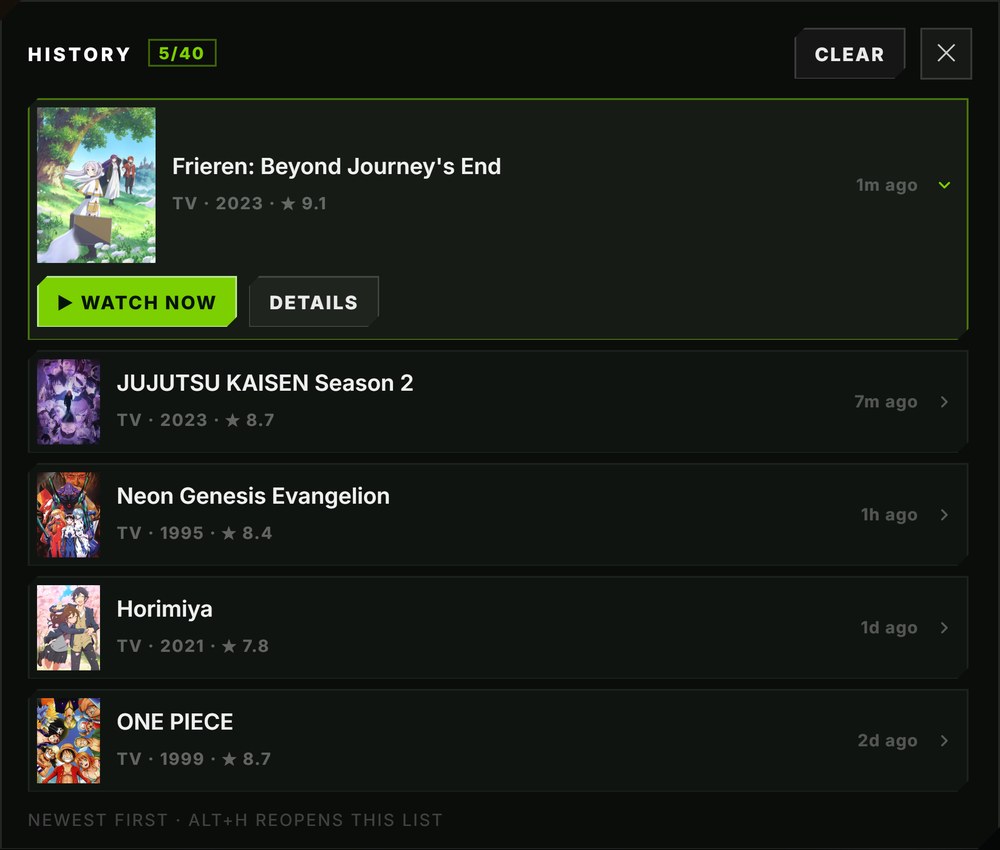 HISTORY 5/40 CLEAR
Frieren: Beyond Journey's End
TV · 2023 · ★ 9.1
1m ago
▶ WATCH NOW DETAILS
JUJUTSU KAISEN Season 2
TV · 2023 · ★ 8.7
7m ago
Neon Genesis Evangelion
TV · 1995 · ★ 8.4
1h ago
Horimiya
TV · 2021 · ★ 7.8
1d ago
ONE PIECE
TV · 1999 · ★ 8.7
2d ago
NEWEST FIRST · ALT+H REOPENS THIS LIST